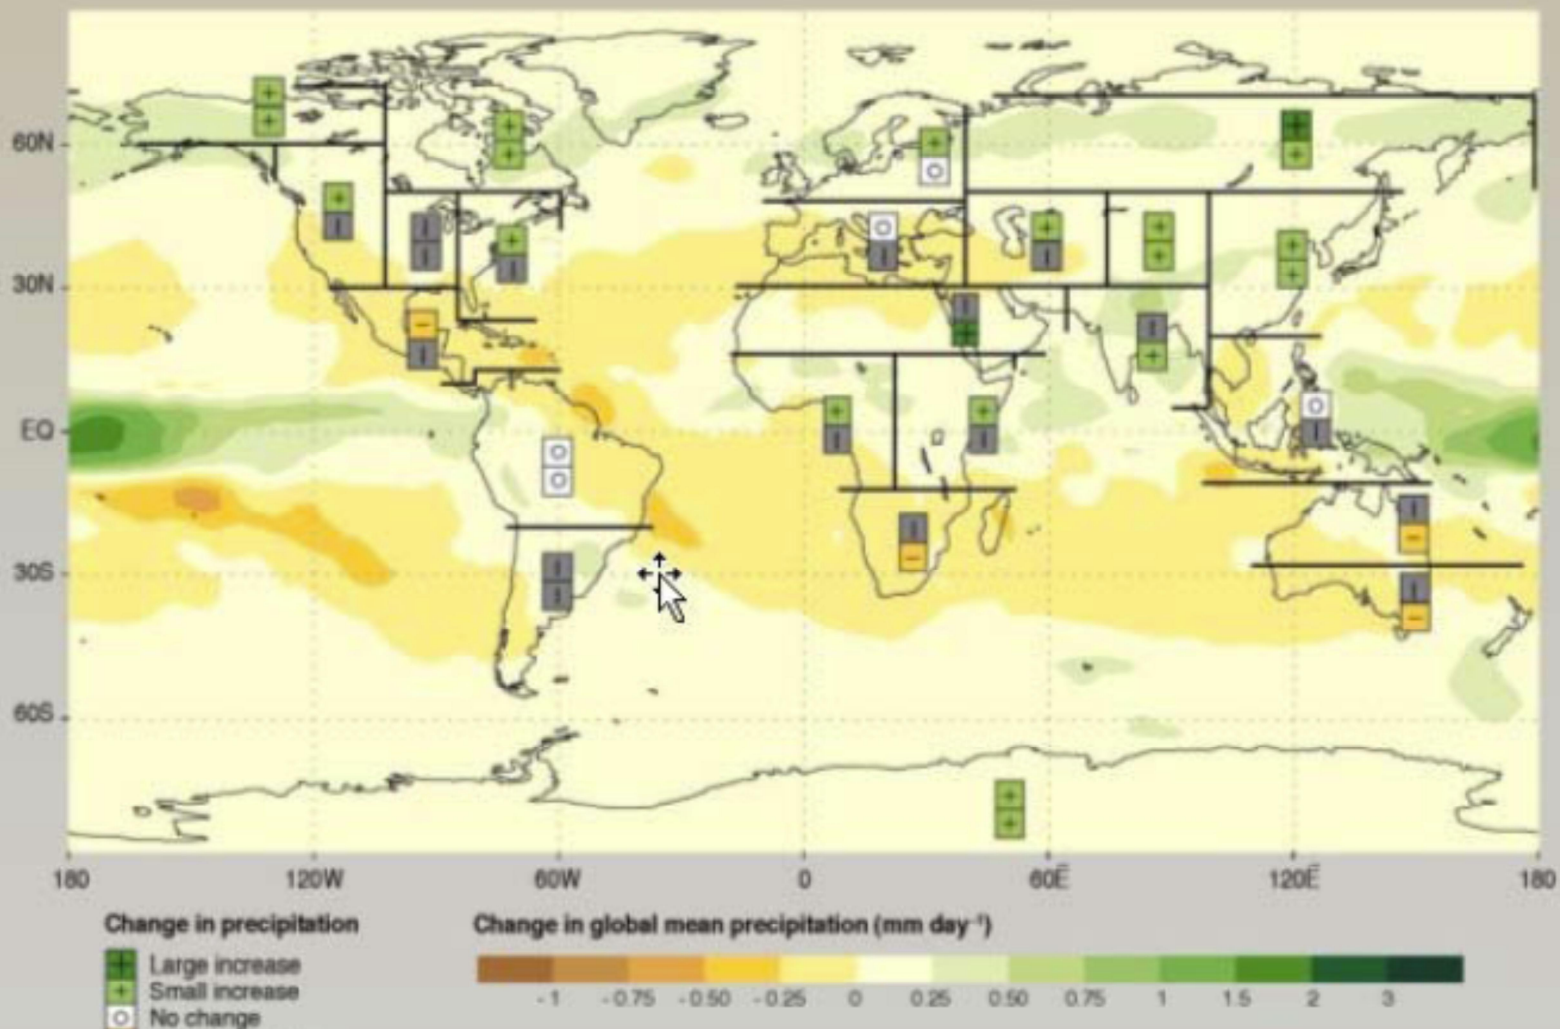 60N
30N
EQ
30S
60S
180 120W 60W 0 60E 120E 180
Change in precipitation
Large increase
Small increase
No change
Change in global mean precipitation (mm day⁻¹)
- 1 - 0.75 - 0.50 - 0.25 0 0.25 0.50 0.75 1 1.5 2 3